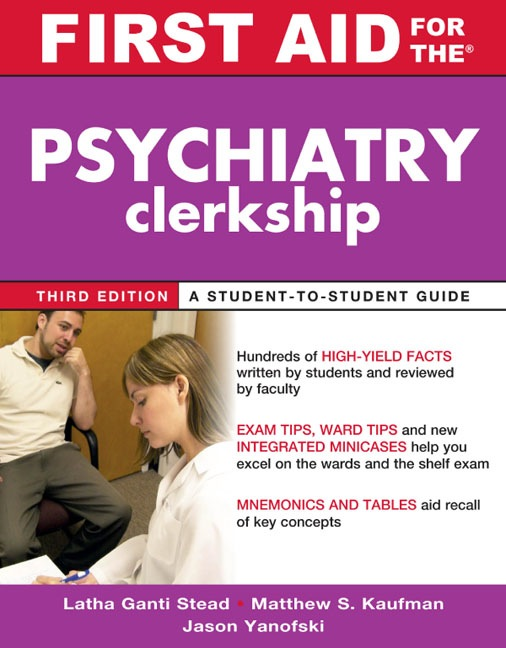 FIRST AID FOR THE®
PSYCHIATRY
clerkship
THIRD EDITION A STUDENT-TO-STUDENT GUIDE
Hundreds of HIGH-YIELD FACTS
written by students and reviewed
by faculty
EXAM TIPS, WARD TIPS and new
INTEGRATED MINICASES help you
excel on the wards and the shelf exam
MNEMONICS AND TABLES aid recall
of key concepts
Latha Ganti Stead • Matthew S. Kaufman
Jason Yanofski